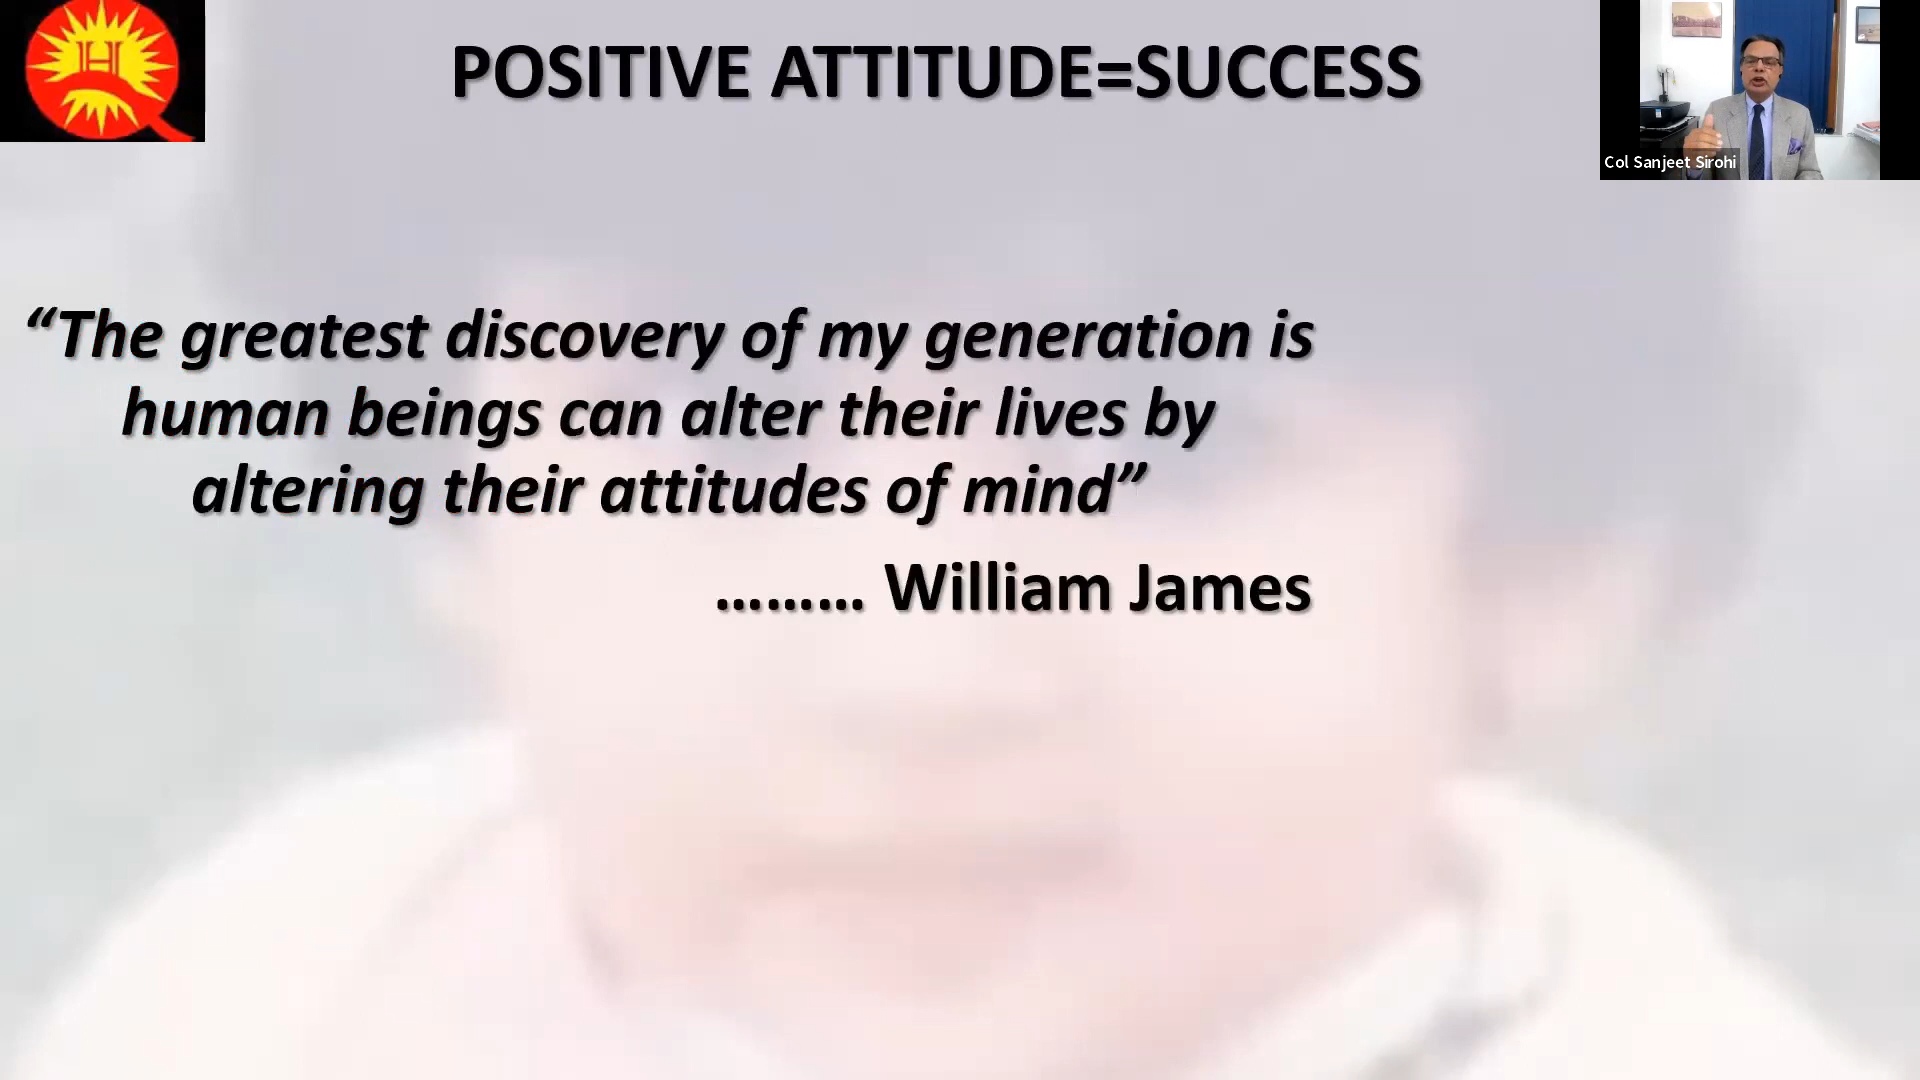 H
POSITIVE ATTITUDE=SUCCESS
Col Sanjeet Sirohi
“The greatest discovery of my generation is
human beings can alter their lives by
altering their attitudes of mind”
……… William James